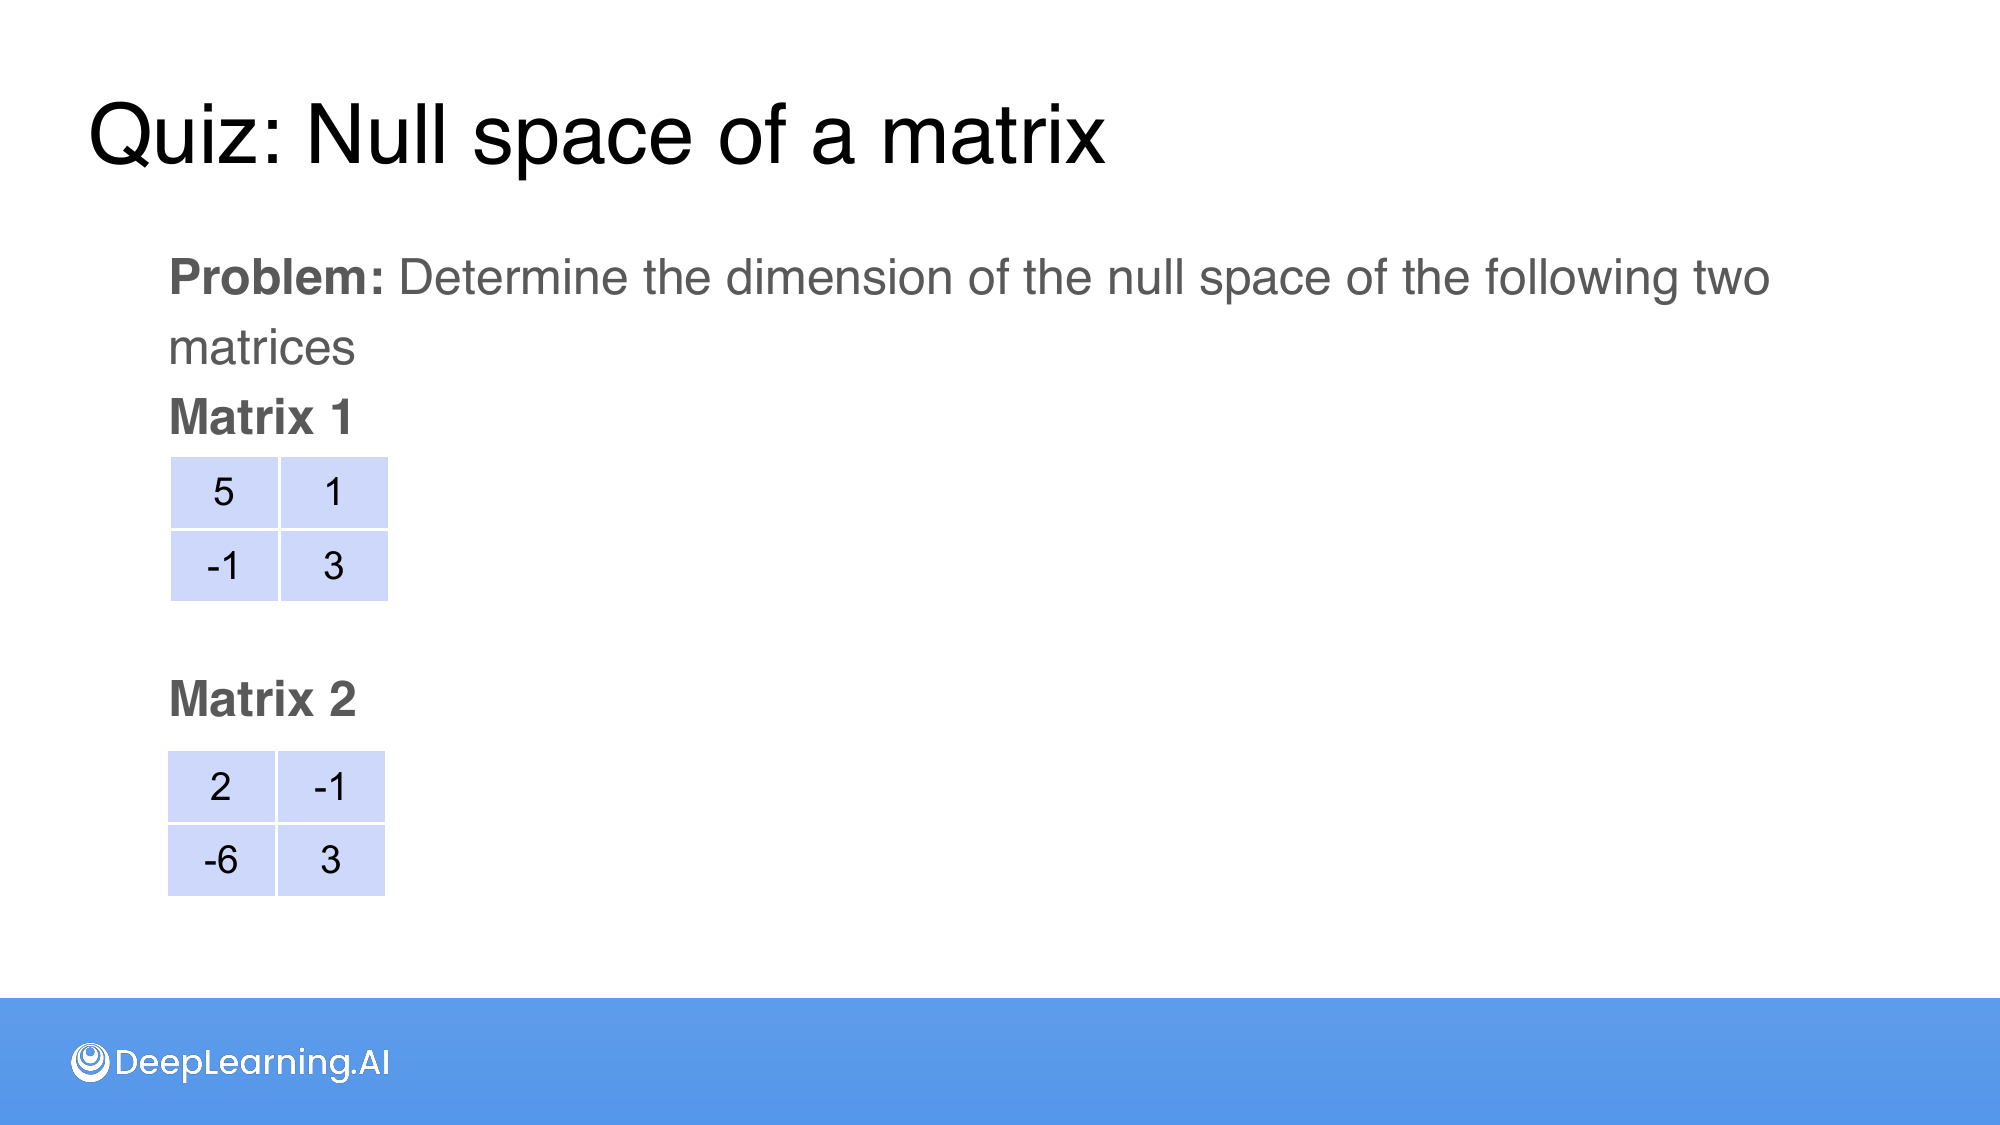 Quiz: Null space of a matrix
Problem: Determine the dimension of the null space of the following two
matrices
Matrix 1
5 1
-1 3
Matrix 2
2 -1
-6 3
DeepLearning.AI